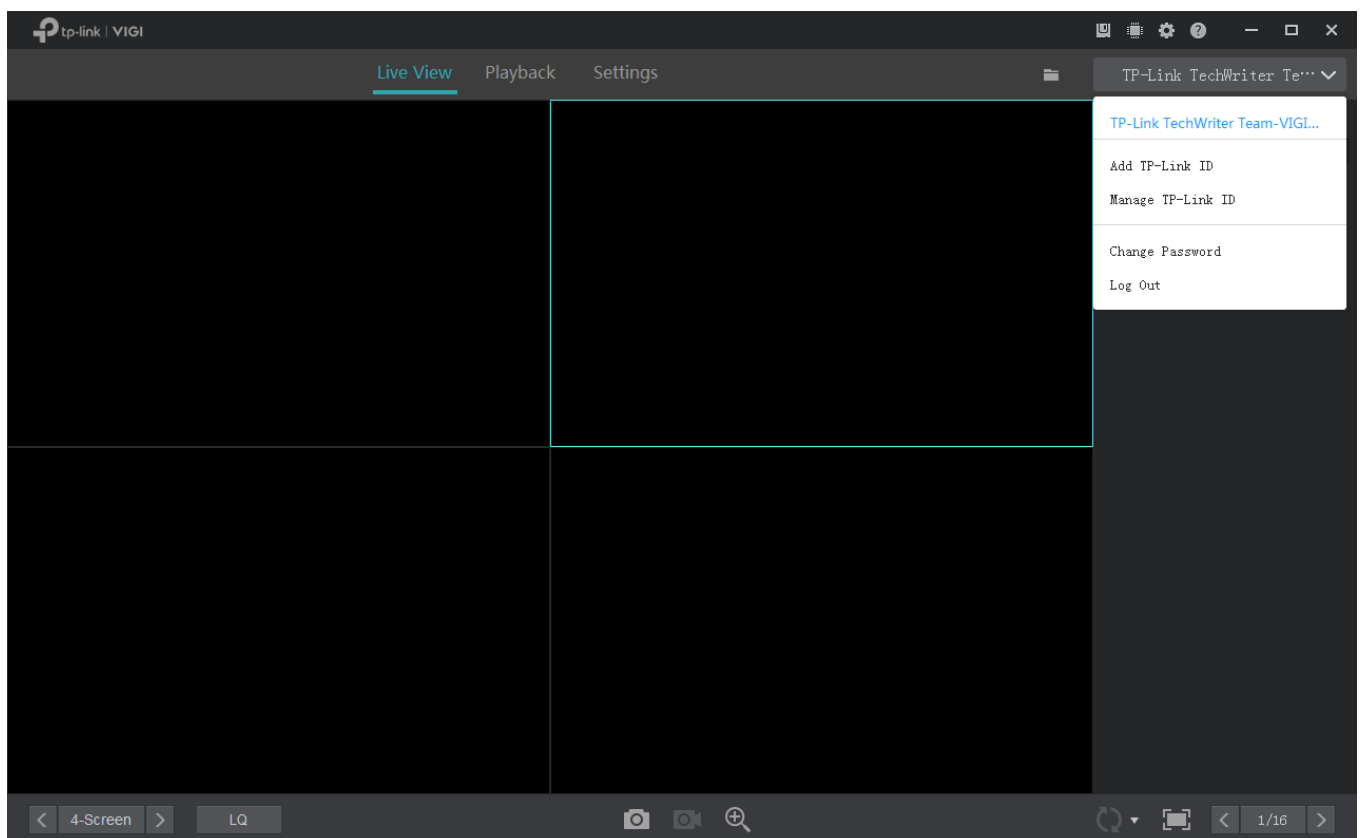 tp-link | VIGI
Live View Playback Settings TP-Link TechWriter Te···
TP-Link TechWriter Team-VIGI...
Add TP-Link ID
Manage TP-Link ID
Change Password
Log Out
4-Screen LQ 1/16